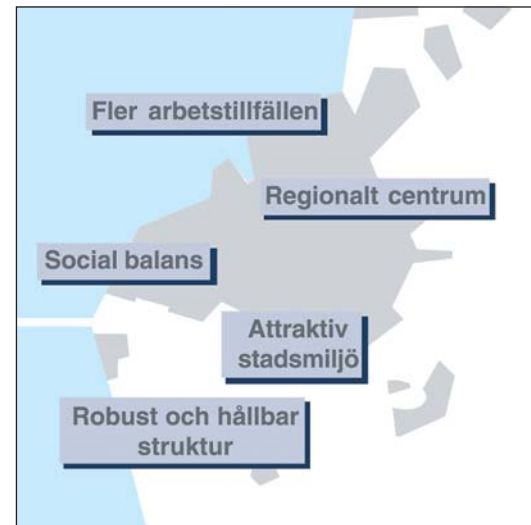 Fler arbetstillfällen
Regionalt centrum
Social balans
Attraktiv
stadsmiljö
Robust och hållbar
struktur